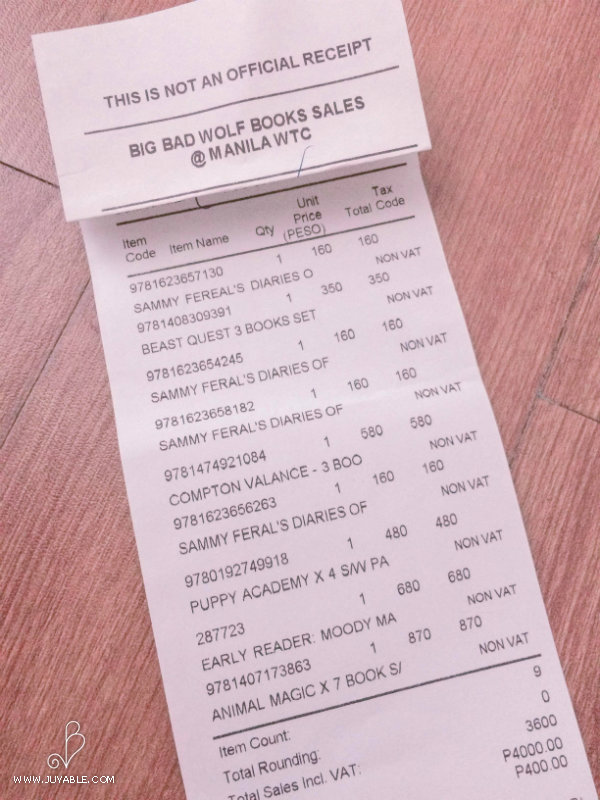 THIS IS NOT AN OFFICIAL RECEIPT
BIG BAD WOLF BOOKS SALES
@ MANILA WTC
Item Code Item Name Qty Unit Price (PESO) Total Tax Code
9781623657130 1 160 160
SAMMY FEREAL'S DIARIES O NON VAT
9781408309391 1 350 350
BEAST QUEST 3 BOOKS SET NON VAT
9781623654245 1 160 160
SAMMY FERAL'S DIARIES OF NON VAT
9781623658182 1 160 160
SAMMY FERAL'S DIARIES OF NON VAT
9781474921084 1 580 580
COMPTON VALANCE - 3 BOO NON VAT
9781623656263 1 160 160
SAMMY FERAL'S DIARIES OF NON VAT
9780192749918 1 480 480
PUPPY ACADEMY X 4 S/W PA NON VAT
287723 1 680 680
EARLY READER: MOODY MA NON VAT
9781407173863 1 870 870
ANIMAL MAGIC X 7 BOOK S/ NON VAT
Item Count: 9
Total Rounding: 0
Total Sales Incl. VAT: 3600
P4000.00
P400.00
WWW.JUYABLE.COM